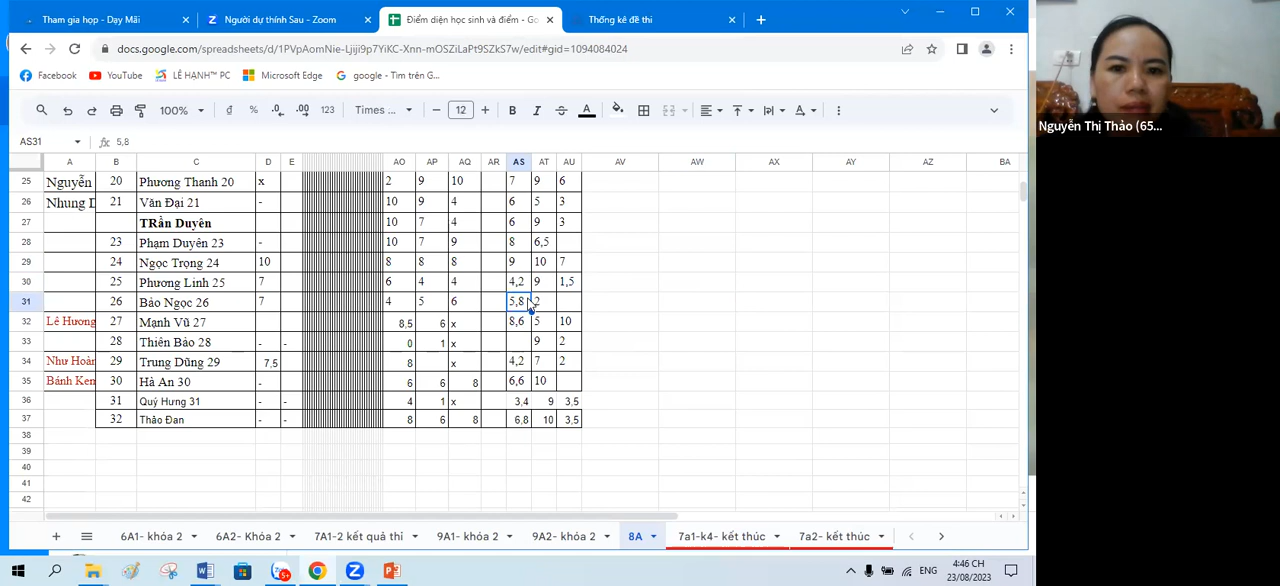 Tham gia họp - Dạy Mãi
Người dự thính Sau - Zoom
Điểm diện học sinh và điểm - Go
Thống kê đề thi
docs.google.com/spreadsheets/d/1PVpAomNie-Ljiji9p7YiKC-Xnn-mOSZiLaPt9SZkS7w/edit#gid=1094084024
Facebook YouTube LÊ HẠNH™ PC Microsoft Edge google - Tìm trên G...
100% đ % .0 .00 123 Times ... 12 B I A
AS31 fx 5,8
A B C D E AO AP AQ AR AS AT AU AV AW AX AY AZ BA
25 Nguyễn 20 Phương Thanh 20 x 2 9 10 7 9 6
26 Nhung D 21 Văn Đại 21 - 10 9 4 6 5 3
27 TRần Duyên 10 7 4 6 9 3
28 23 Phạm Duyên 23 - 10 7 9 8 6,5
29 24 Ngọc Trọng 24 10 8 8 8 9 10 7
30 25 Phương Linh 25 7 6 4 4 4,2 9 1,5
31 26 Bảo Ngọc 26 7 4 5 6 5,8 2
32 Lê Hương 27 Mạnh Vũ 27 8,5 6 x 8,6 5 10
33 28 Thiên Bảo 28 - - 0 1 x 9 2
34 Như Hoàn 29 Trung Dũng 29 7,5 8 x 4,2 7 2
35 Bánh Kem 30 Hà An 30 - 6 6 8 6,6 10
36 31 Quý Hưng 31 - - 4 1 x 3,4 9 3,5
37 32 Thảo Đan - - 8 6 8 6,8 10 3,5
38
39
40
41
42
6A1- khóa 2 6A2- Khóa 2 7A1-2 kết quả thi 9A1- khóa 2 9A2- khóa 2 8A 7a1-k4- kết thúc 7a2- kết thúc
ENG 4:46 CH
23/08/2023
Nguyễn Thị Thảo (65...